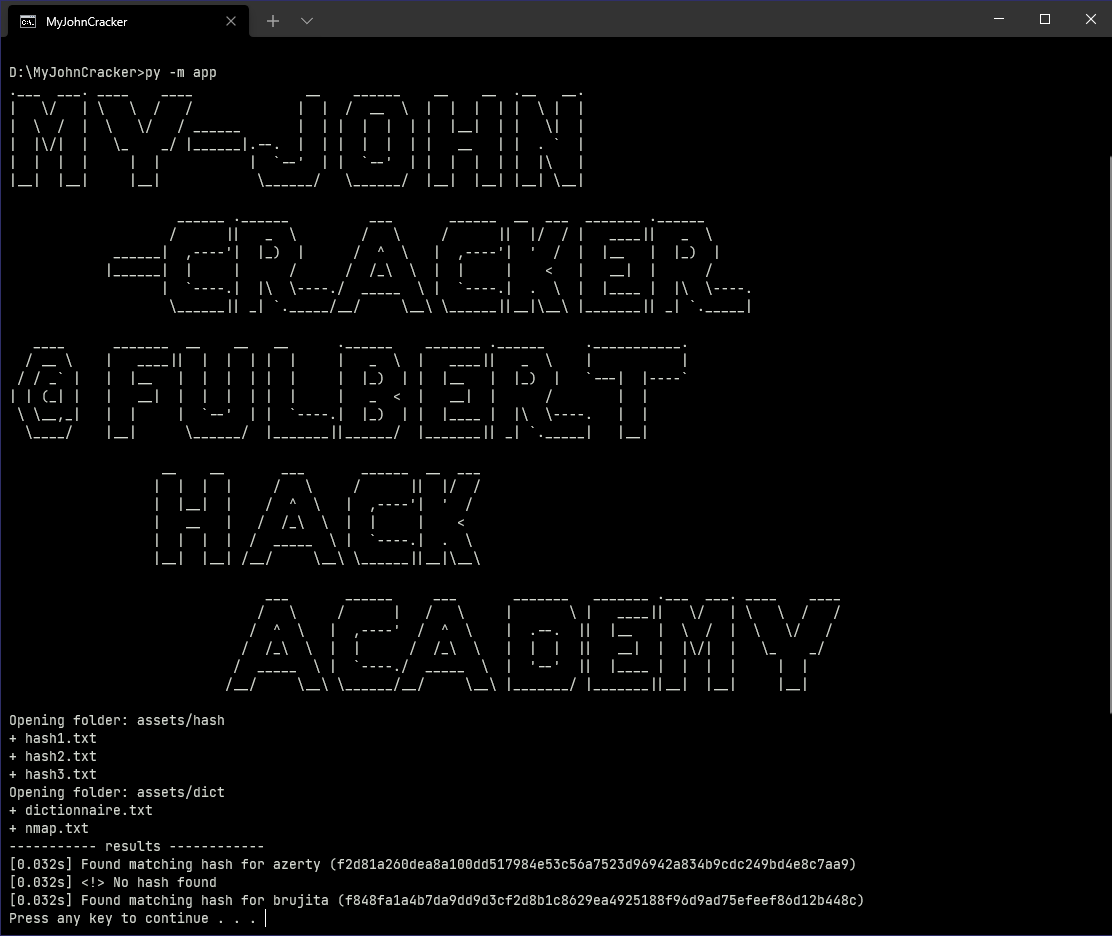 MyJohnCracker
D:\MyJohnCracker>py -m app
MY-JOHN
-CRACKER
@FULBERT
HACK
ACADEMY
Opening folder: assets/hash
+ hash1.txt
+ hash2.txt
+ hash3.txt
Opening folder: assets/dict
+ dictionnaire.txt
+ nmap.txt
----------- results ------------
[0.032s] Found matching hash for azerty (f2d81a260dea8a100dd517984e53c56a7523d96942a834b9cdc249bd4e8c7aa9)
[0.032s] <!> No hash found
[0.032s] Found matching hash for brujita (f848fa1a4b7da9dd9d3cf2d8b1c8629ea4925188f96d9ad75efeef86d12b448c)
Press any key to continue . . .